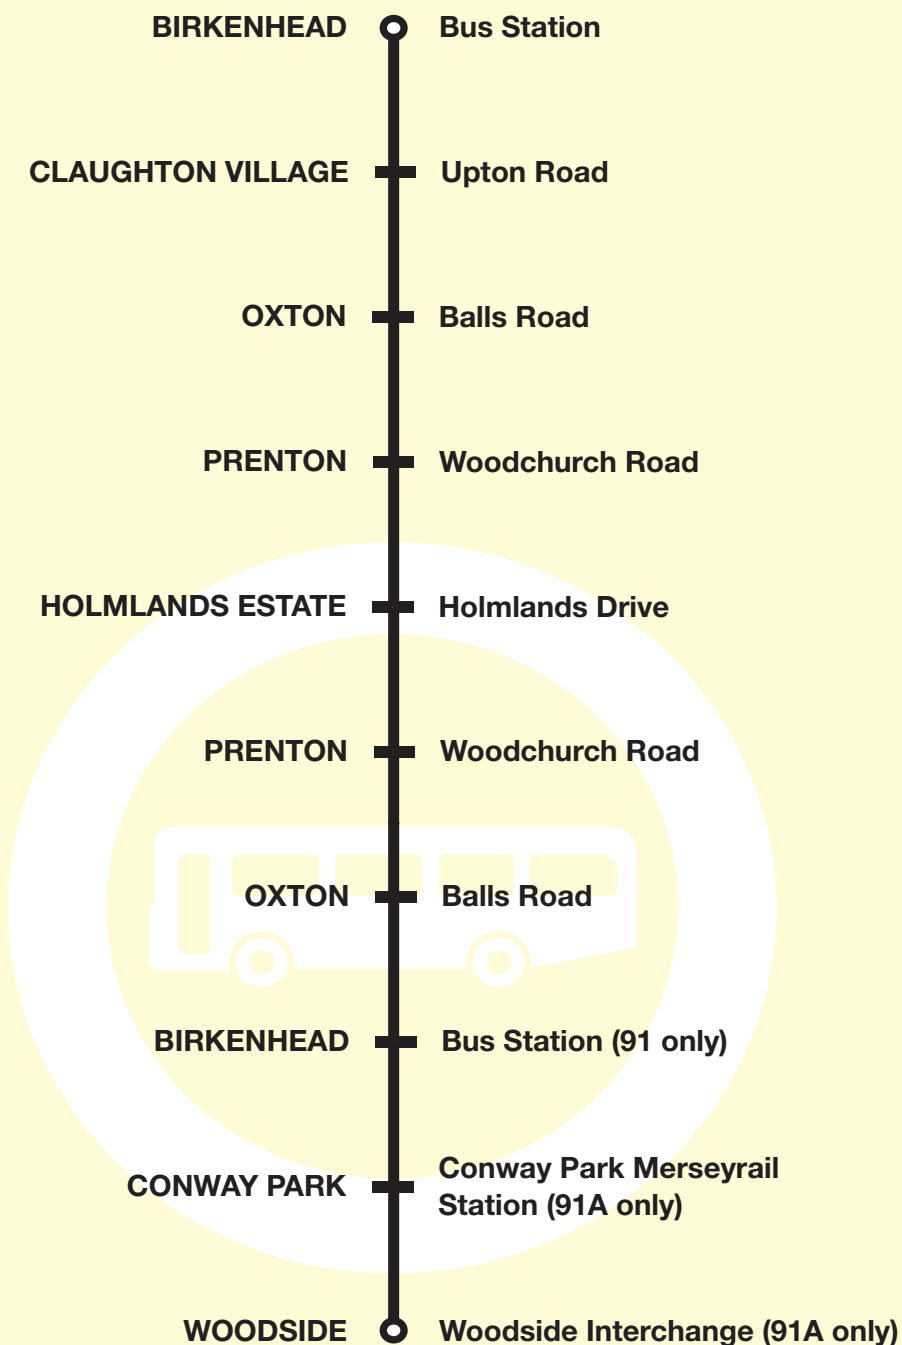 BIRKENHEAD Bus Station
CLAUGHTON VILLAGE Upton Road
OXTON Balls Road
PRENTON Woodchurch Road
HOLMLANDS ESTATE Holmlands Drive
PRENTON Woodchurch Road
OXTON Balls Road
BIRKENHEAD Bus Station (91 only)
CONWAY PARK Conway Park Merseyrail
Station (91A only)
WOODSIDE Woodside Interchange (91A only)